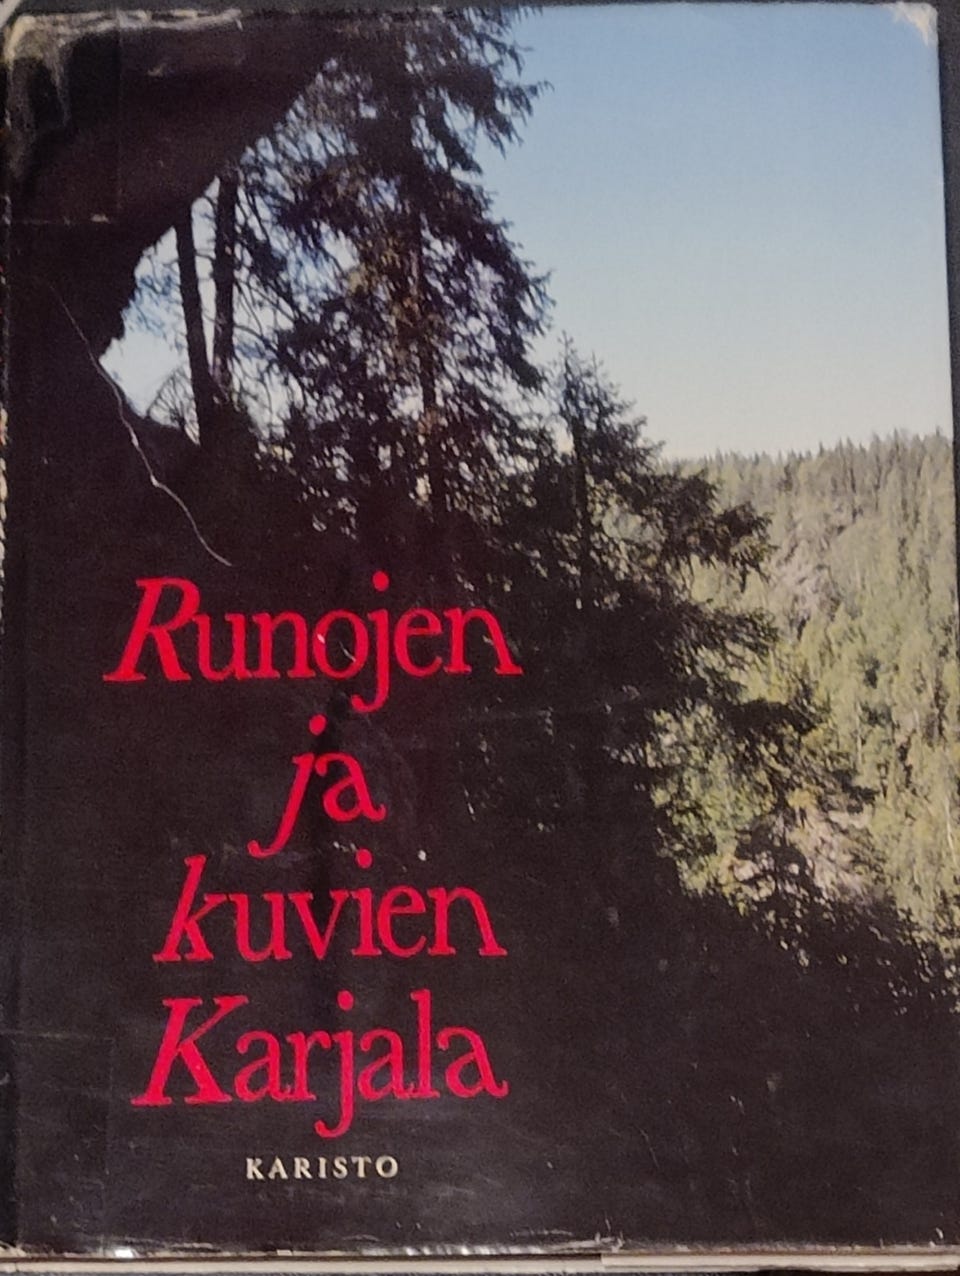 Runojen
ja
kuvien
Karjala
KARISTO